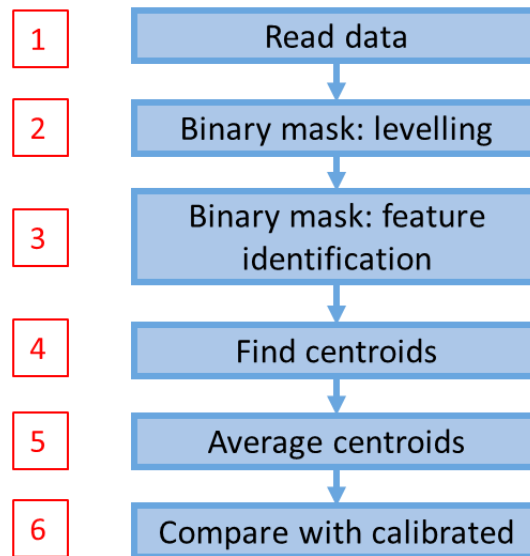 1
Read data
2
Binary mask: levelling
3
Binary mask: feature
identification
4
Find centroids
5
Average centroids
6
Compare with calibrated